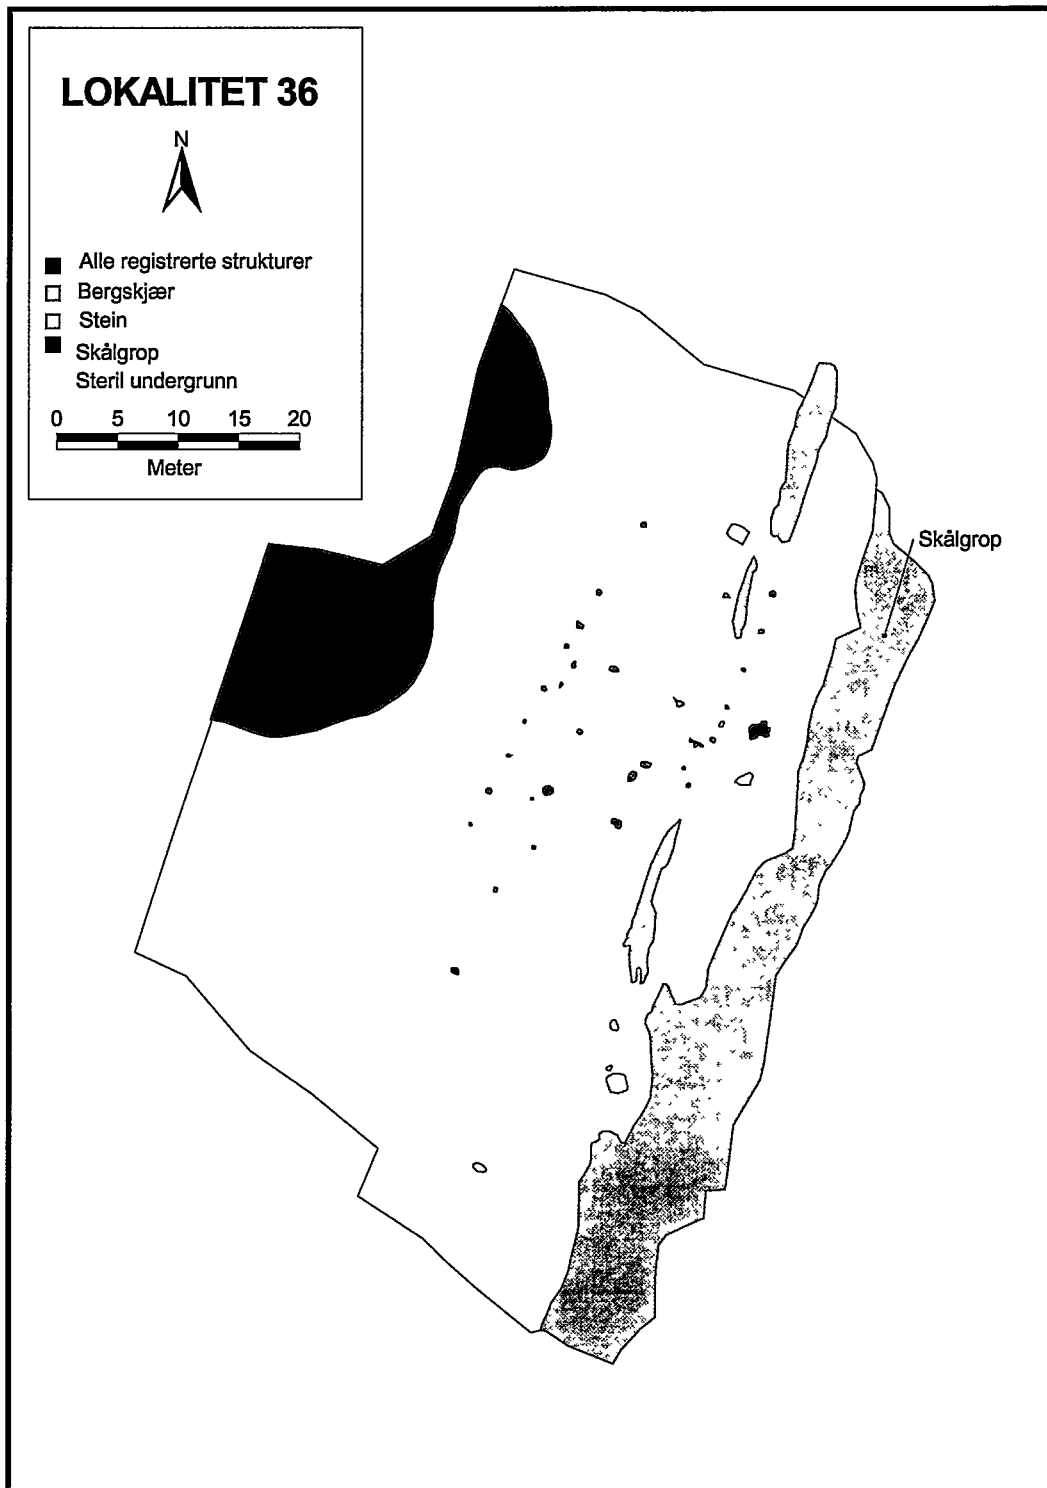 LOKALITET 36
N
Alle registrerte strukturer
Bergskjær
Stein
Skålgrop
Steril undergrunn
0 5 10 15 20
Meter
Skålgrop